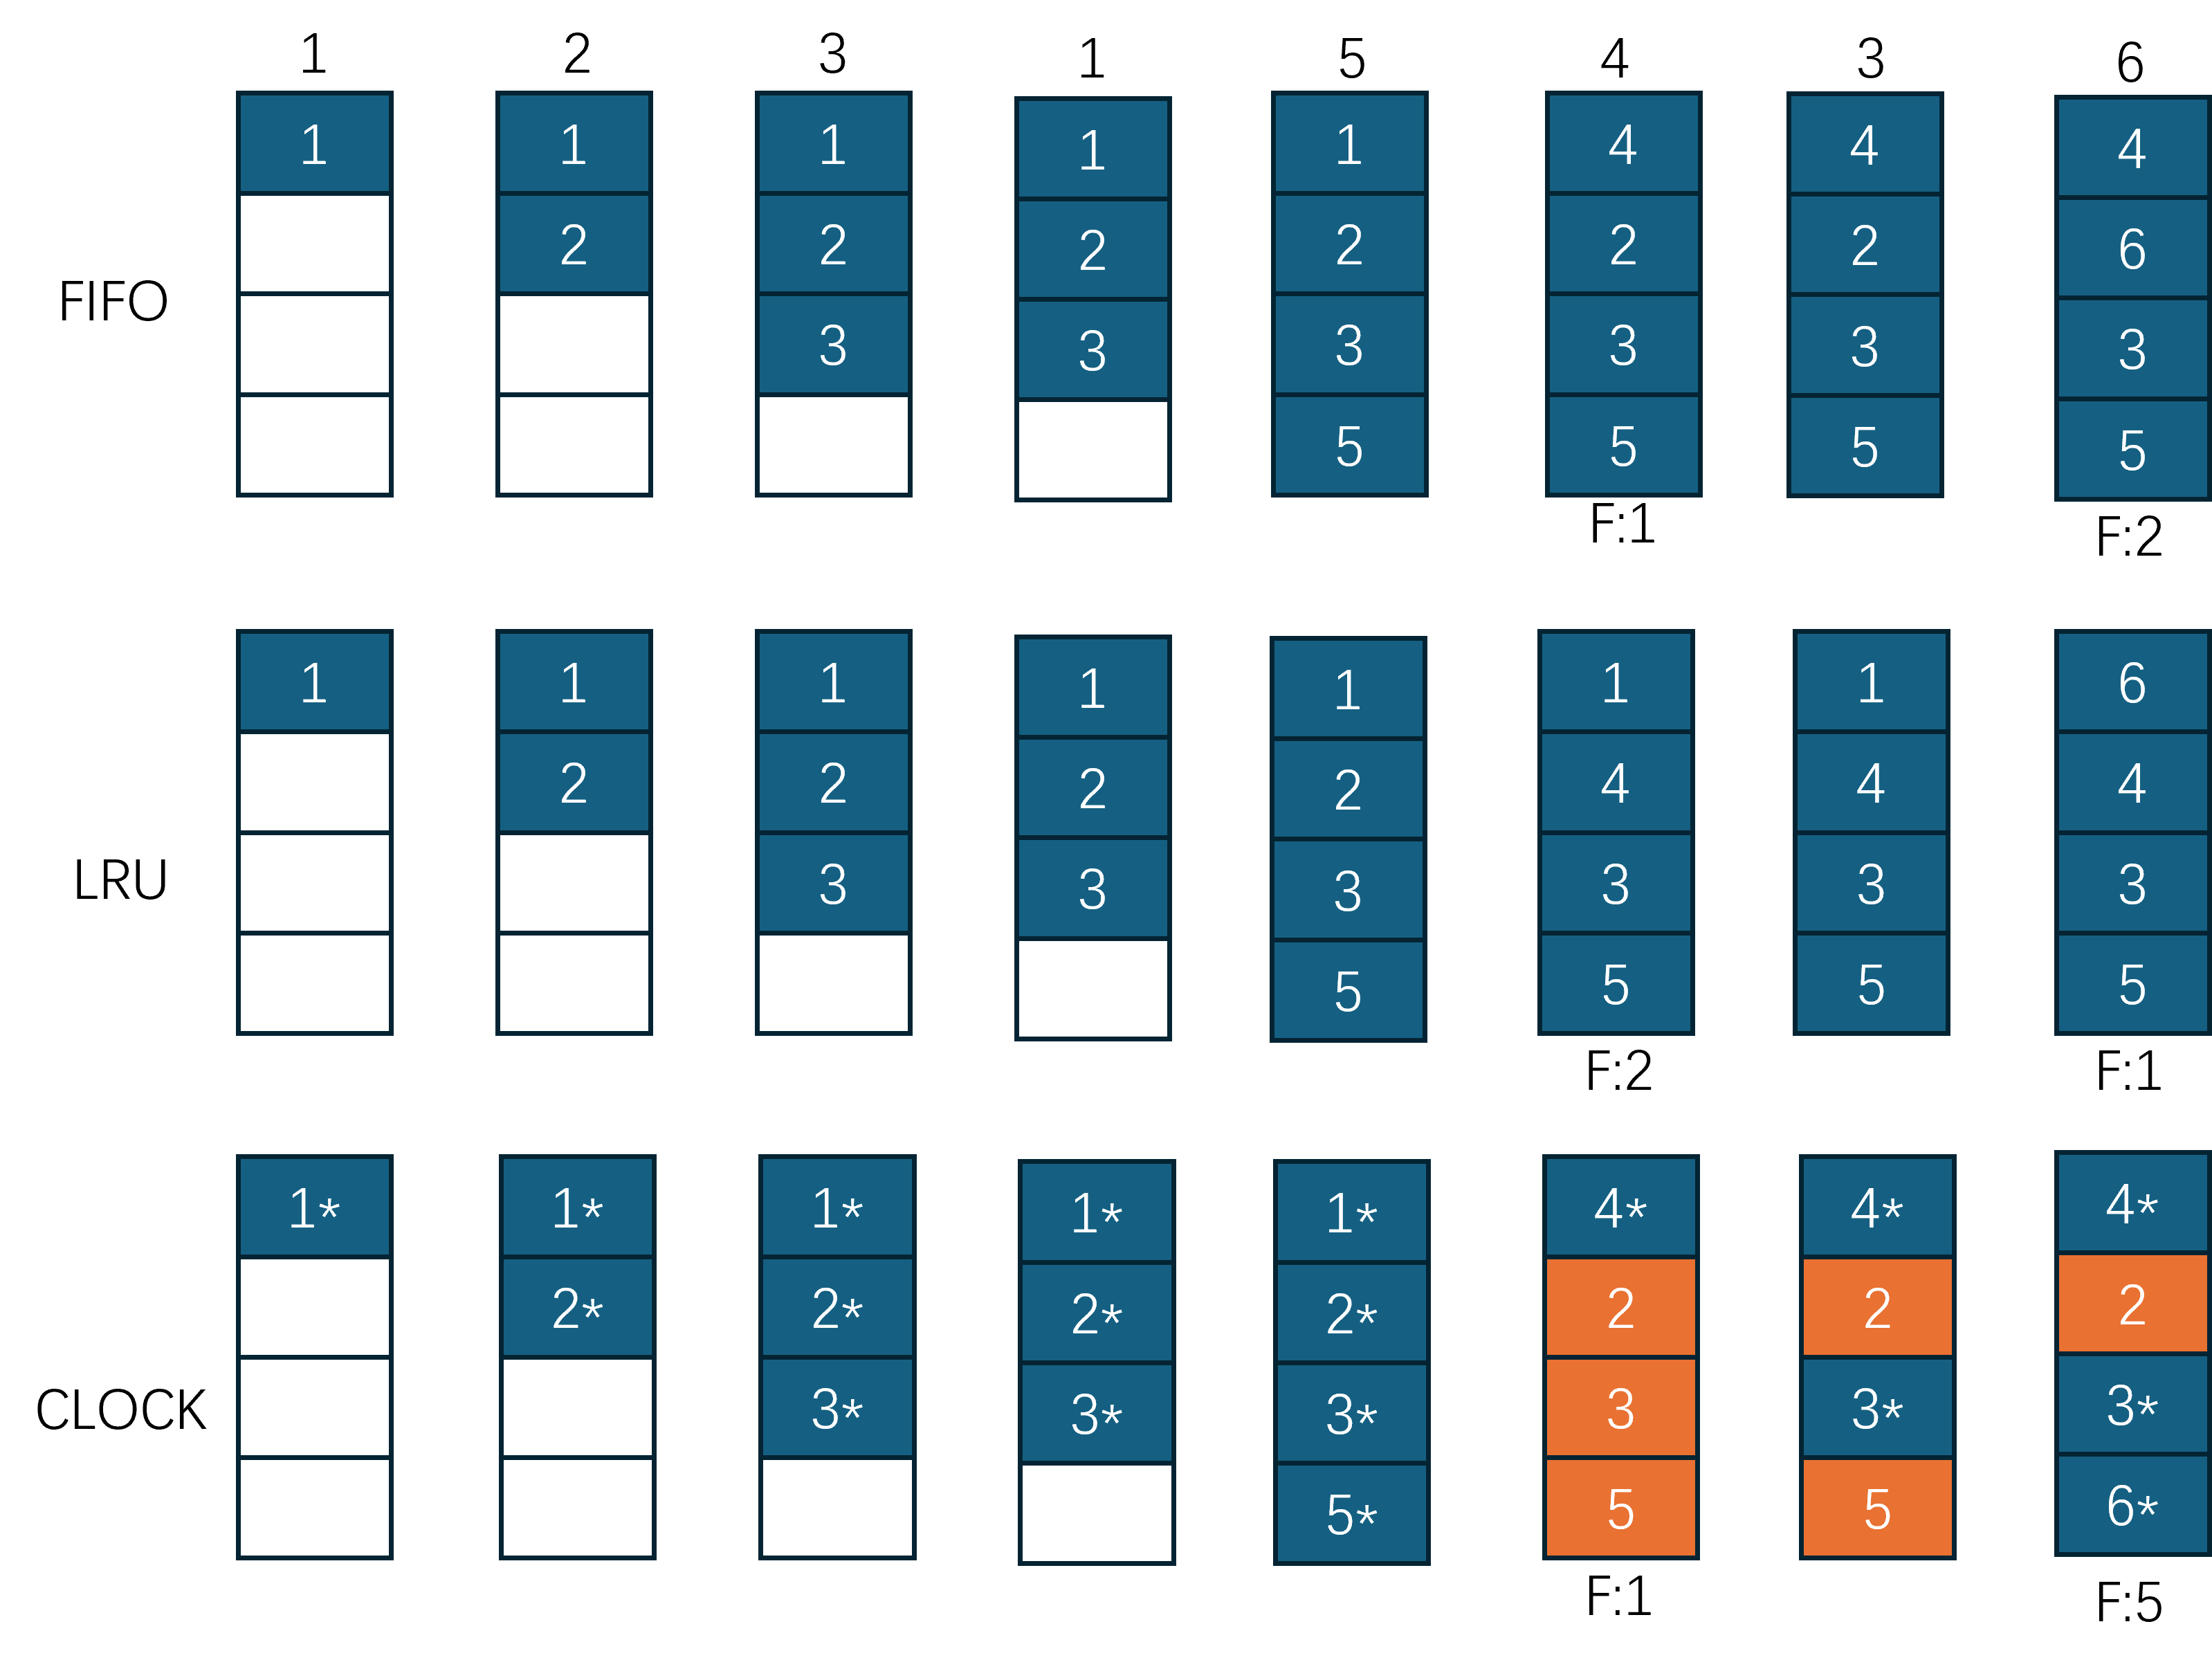 1 2 3 1 5 4 3 6
1 1 1 1 1 4 4 4
2 2 2 2 2 2 6
FIFO
3 3 3 3 3 3
5 5 5 5
F:1 F:2
1 1 1 1 1 1 1 6
2 2 2 2 4 4 4
LRU
3 3 3 3 3 3
5 5 5 5
F:2 F:1
1* 1* 1* 1* 1* 4* 4* 4*
2* 2* 2* 2* 2 2 2
CLOCK
3* 3* 3* 3 3* 3*
5* 5 5 6*
F:1 F:5